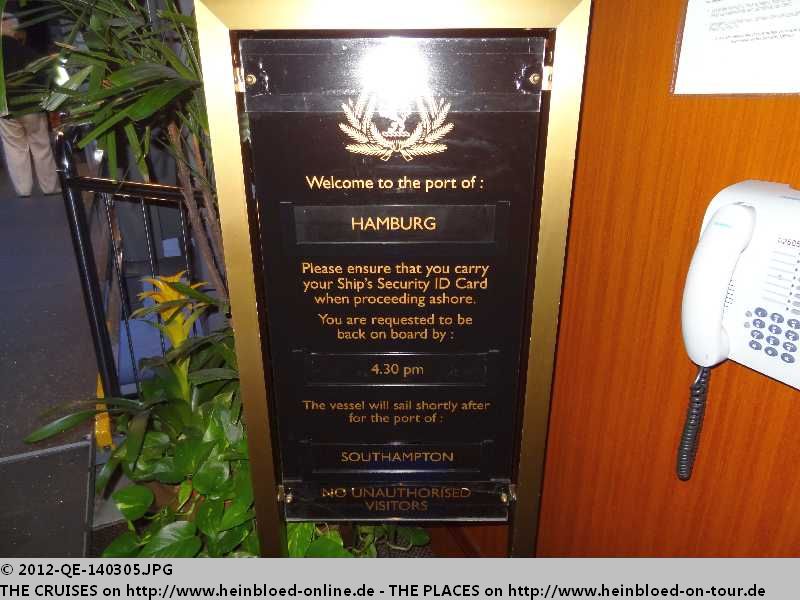 Welcome to the port of :
HAMBURG
Please ensure that you carry
your Ship's Security ID Card
when proceeding ashore.
You are requested to be
back on board by :
4.30 pm
The vessel will sail shortly after
for the port of :
SOUTHAMPTON
NO UNAUTHORISED
VISITORS
© 2012-QE-140305.JPG
THE CRUISES on http://www.heinbloed-online.de - THE PLACES on http://www.heinbloed-on-tour.de